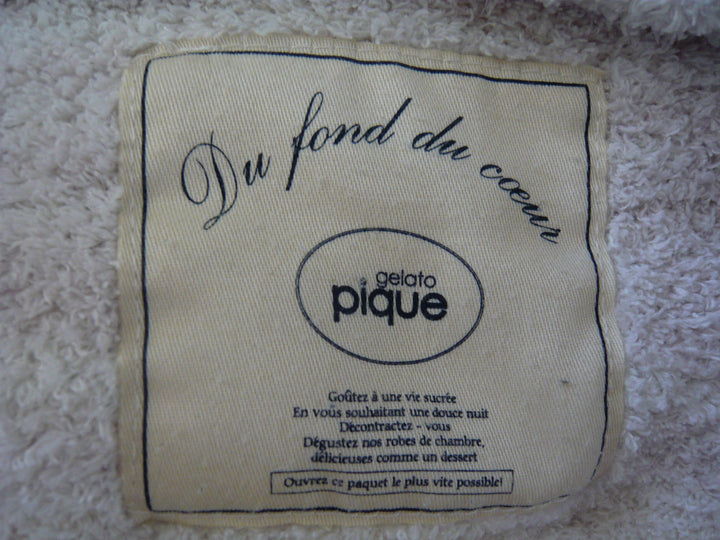 Du fond du cœur
gelato
pique
Goûtez à une vie sucrée
En vous souhaitant une douce nuit
Décontractez - vous
Dégustez nos robes de chambre,
délicieuses comme un dessert
Ouvrez ce paquet le plus vite possible!